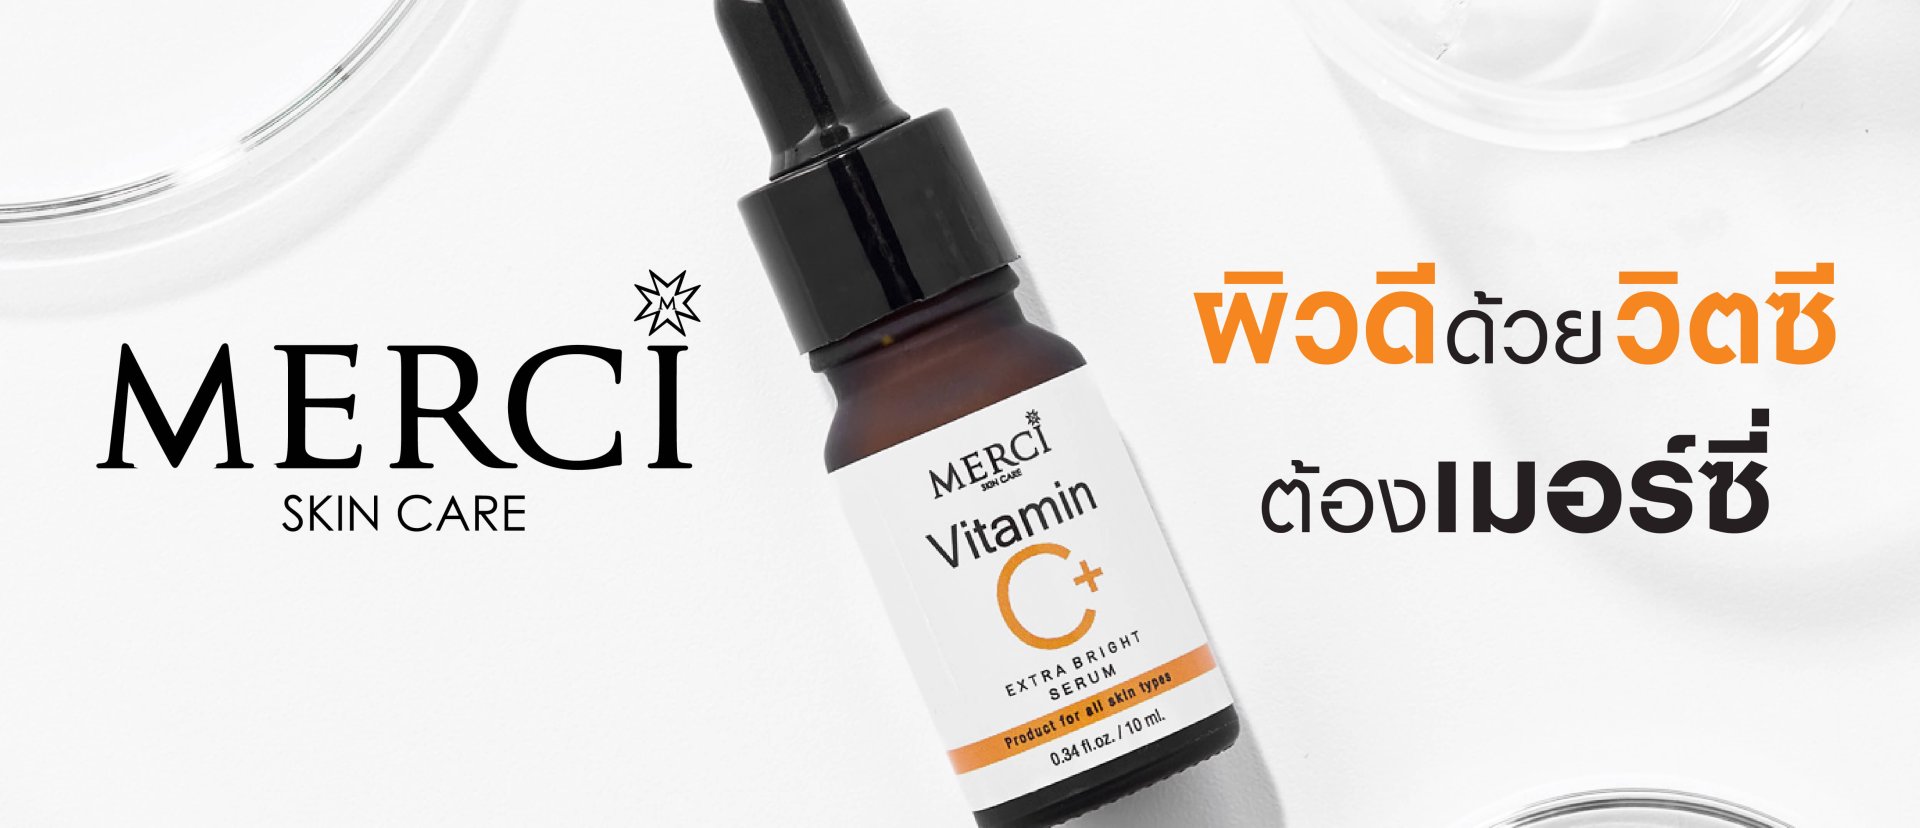 MERCI
SKIN CARE
M
MERCI
SKIN CARE
Vitamin
C+
EXTRA BRIGHT
SERUM
Product for all skin types
0.34 fl.oz. / 10 ml.
ผิวดีด้วยวิตซี
ต้องเมอร์ซี่